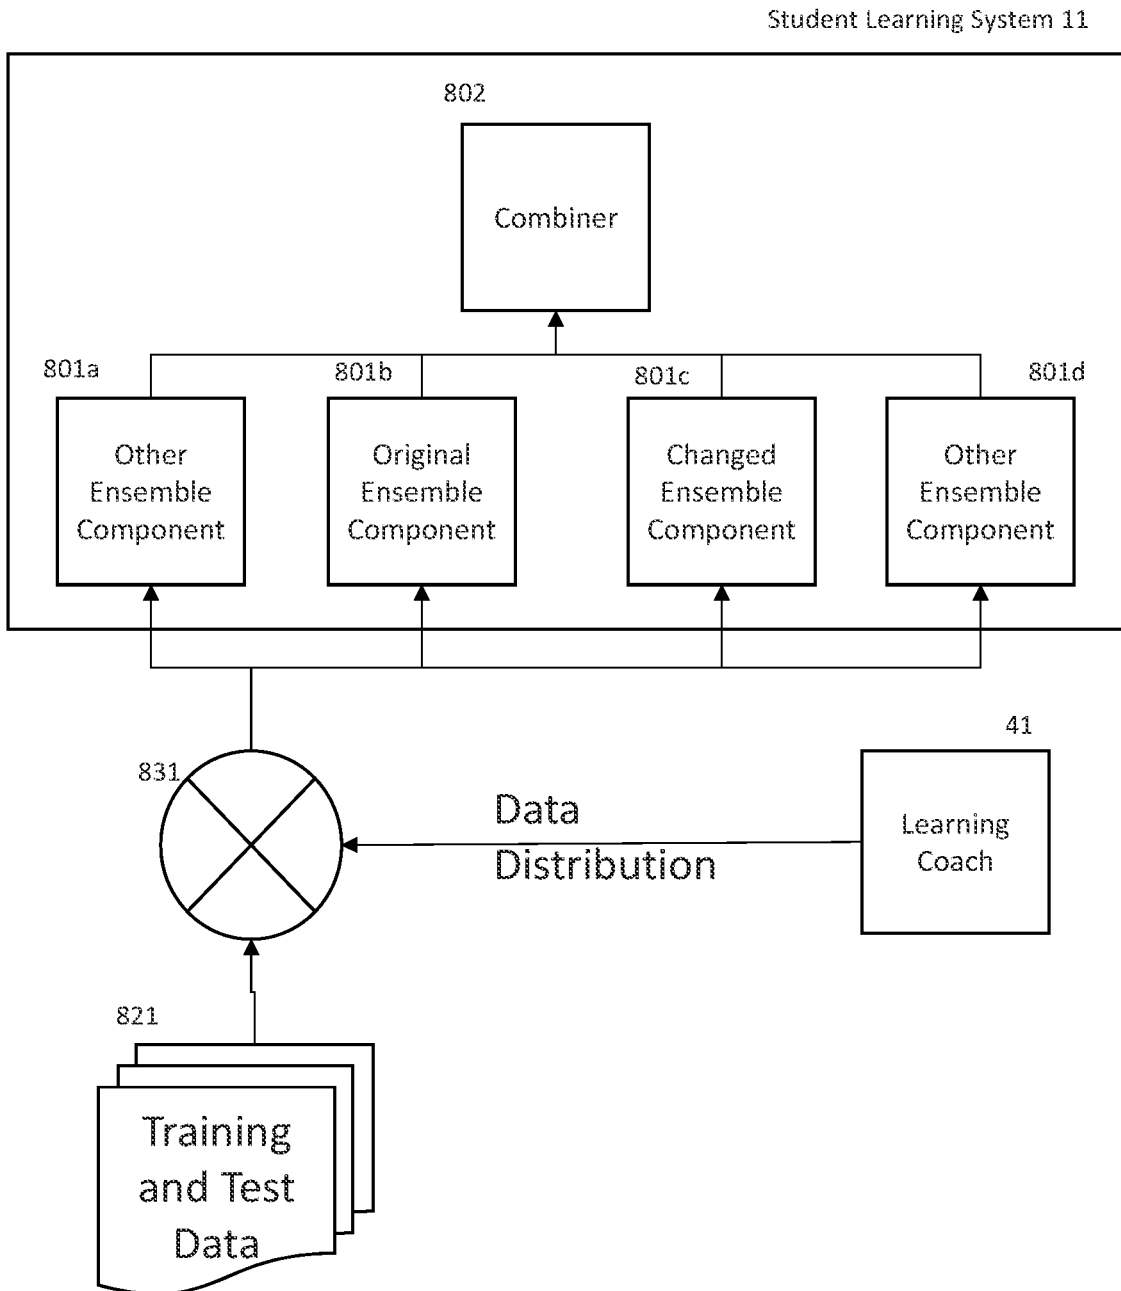 Student Learning System 11
802
Combiner
801a
801b
801c
801d
Other
Ensemble
Component
Original
Ensemble
Component
Changed
Ensemble
Component
Other
Ensemble
Component
831
Data
Distribution
41
Learning
Coach
821
Training
and Test
Data